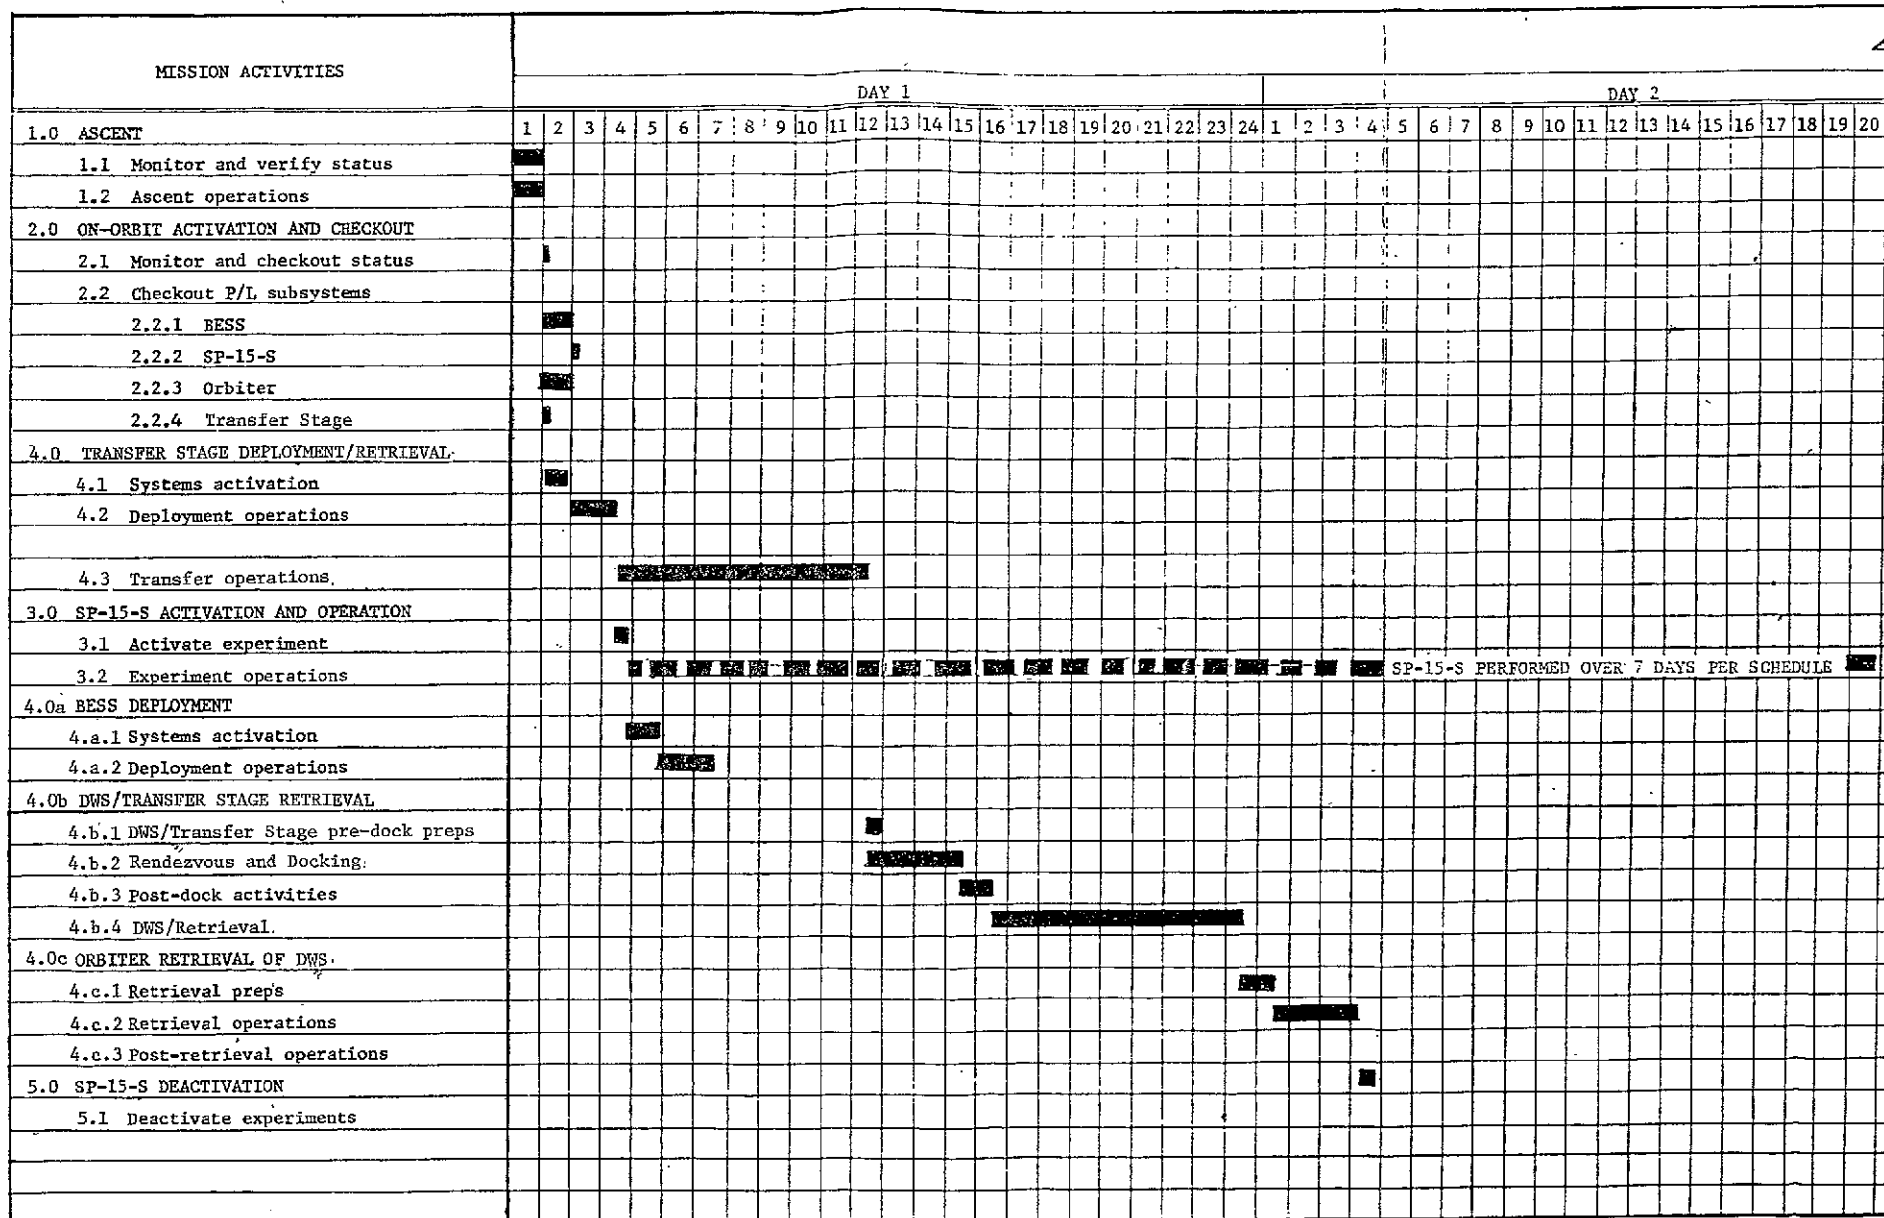 MISSION ACTIVITIES
DAY 1 DAY 2
1.0 ASCENT 1 2 3 4 5 6 7 8 9 10 11 12 13 14 15 16 17 18 19 20 21 22 23 24 1 2 3 4 5 6 7 8 9 10 11 12 13 14 15 16 17 18 19 20
1.1 Monitor and verify status
1.2 Ascent operations
2.0 ON-ORBIT ACTIVATION AND CHECKOUT
2.1 Monitor and checkout status
2.2 Checkout P/L subsystems
2.2.1 BESS
2.2.2 SP-15-S
2.2.3 Orbiter
2.2.4 Transfer Stage
4.0 TRANSFER STAGE DEPLOYMENT/RETRIEVAL
4.1 Systems activation
4.2 Deployment operations
4.3 Transfer operations.
3.0 SP-15-S ACTIVATION AND OPERATION
3.1 Activate experiment
3.2 Experiment operations SP-15-S PERFORMED OVER 7 DAYS PER SCHEDULE
4.0a BESS DEPLOYMENT
4.a.1 Systems activation
4.a.2 Deployment operations
4.0b DWS/TRANSFER STAGE RETRIEVAL
4.b.1 DWS/Transfer Stage pre-dock preps
4.b.2 Rendezvous and Docking
4.b.3 Post-dock activities
4.b.4 DWS/Retrieval.
4.0c ORBITER RETRIEVAL OF DWS
4.c.1 Retrieval preps
4.c.2 Retrieval operations
4.c.3 Post-retrieval operations
5.0 SP-15-S DEACTIVATION
5.1 Deactivate experiments